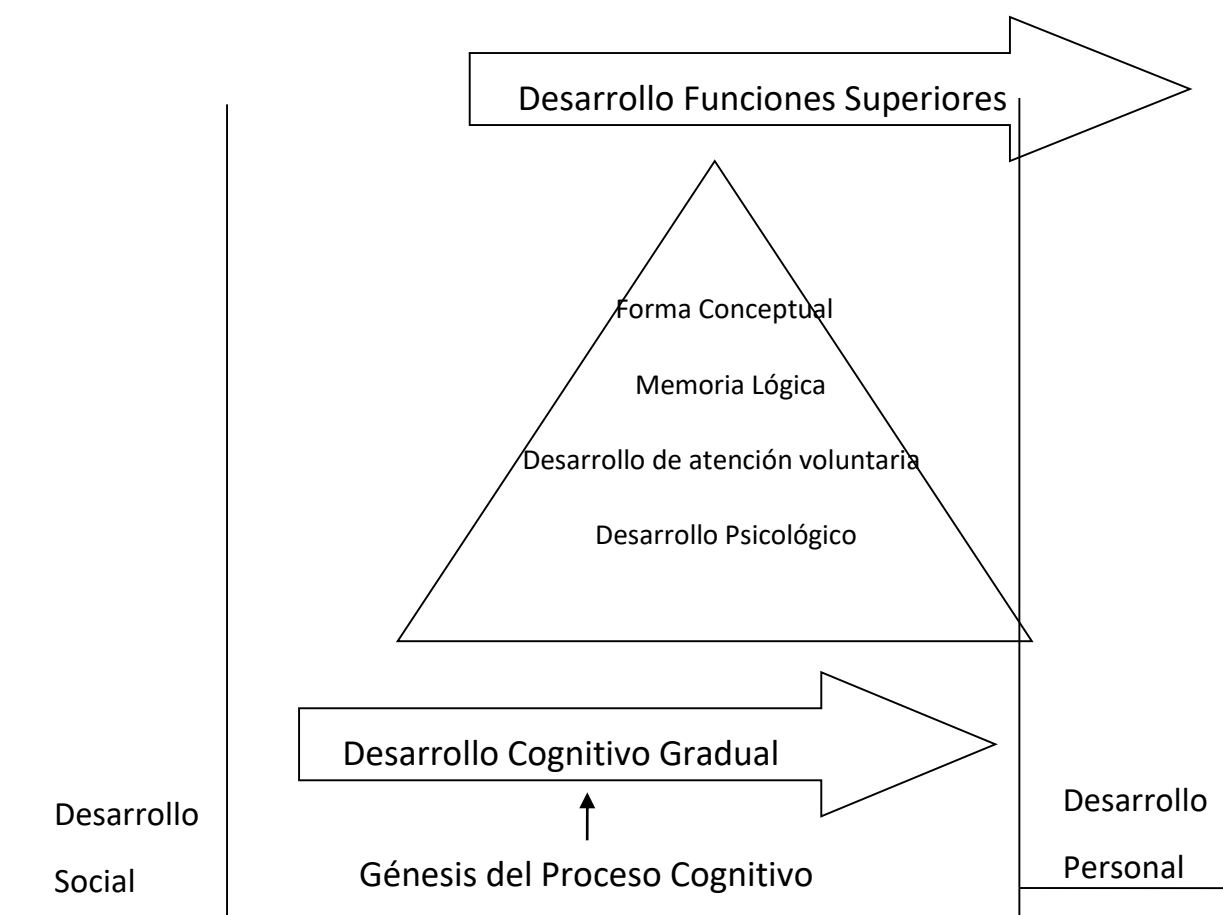 Desarrollo Funciones Superiores
Forma Conceptual
Memoria Lógica
Desarrollo de atención voluntaria
Desarrollo Psicológico
Desarrollo Cognitivo Gradual
Génesis del Proceso Cognitivo
Desarrollo
Social
Desarrollo
Personal